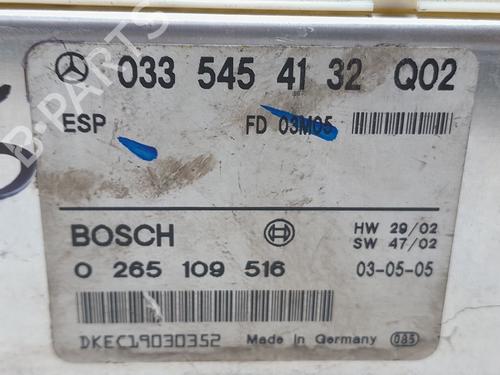 033 545 41 32 Q02
ESP FD 03M05
BOSCH HW 29/02
SW 47/02
0 265 109 516 03-05-05
DKEC19030352 Made in Germany 085
B-PARTS